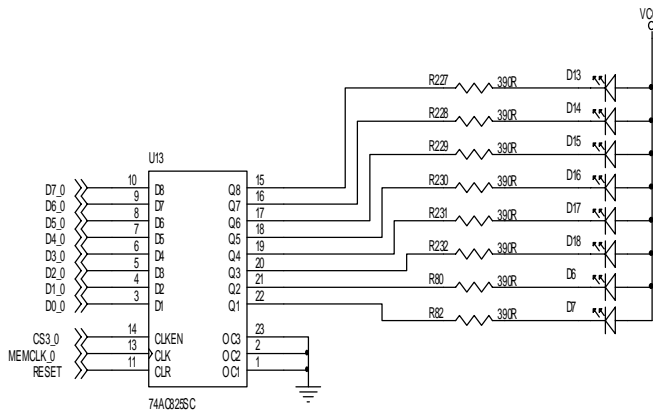 VC
R227 390R D13
R228 390R D14
R229 390R D15
R230 390R D16
R231 390R D17
R232 390R D18
R80 390R D6
R82 390R D7
U13
D7_0 10 D8 Q8 15
D6_0 9 D7 Q7 16
D5_0 8 D6 Q6 17
D4_0 7 D5 Q5 18
D3_0 6 D4 Q4 19
D2_0 5 D3 Q3 20
D1_0 4 D2 Q2 21
D0_0 3 D1 Q1 22
CS3_0 14 CLKEN OC3 23
MEMCLK_0 13 CLK OC2 2
RESET 11 CLR OC1 1
74AC825SC